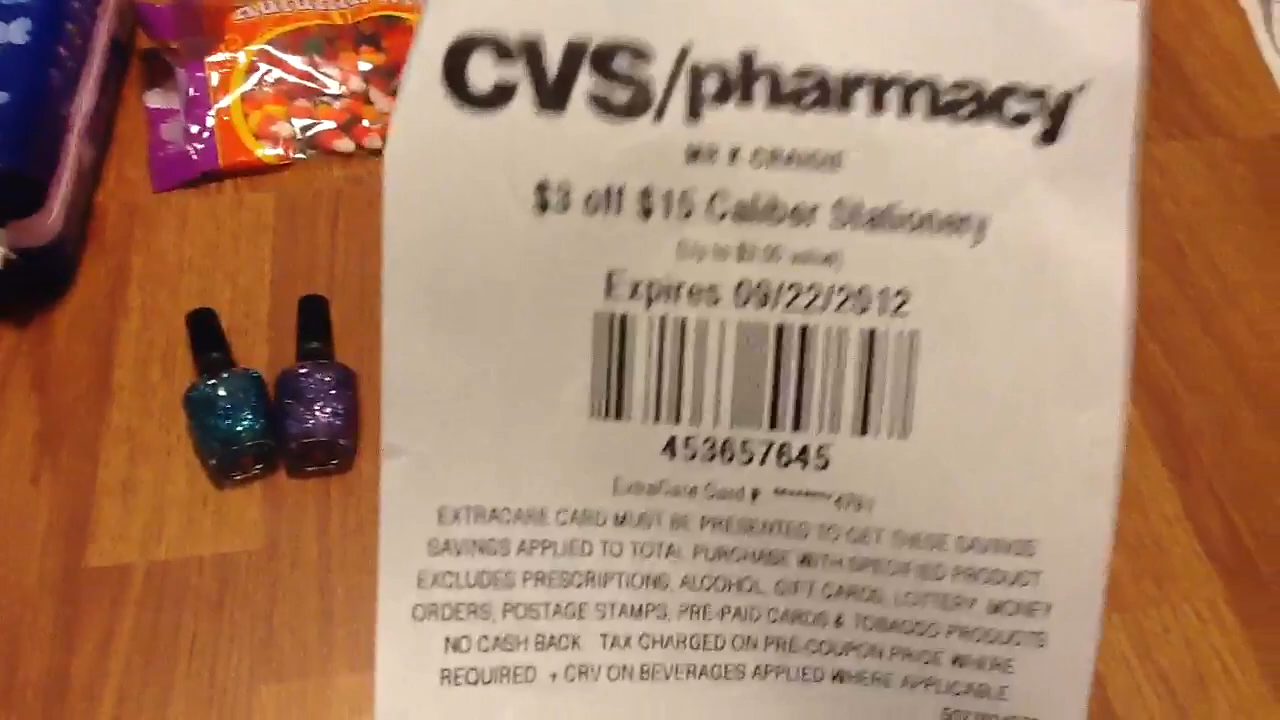 CVS/pharmacy
$3 off $15 Caliber Stationery
Expires 09/22/2012
453657645
ExtraCare Card #
EXTRACARE CARD MUST BE PRESENTED TO GET THESE SAVINGS
SAVINGS APPLIED TO TOTAL PURCHASE WITH SPECIFIED PRODUCT
EXCLUDES PRESCRIPTIONS, ALCOHOL, GIFT CARDS, LOTTERY, MONEY
ORDERS, POSTAGE STAMPS, PRE-PAID CARDS & TOBACCO PRODUCTS
NO CASH BACK TAX CHARGED ON PRE-COUPON PRICE WHERE
REQUIRED + CRV ON BEVERAGES APPLIED WHERE APPLICABLE